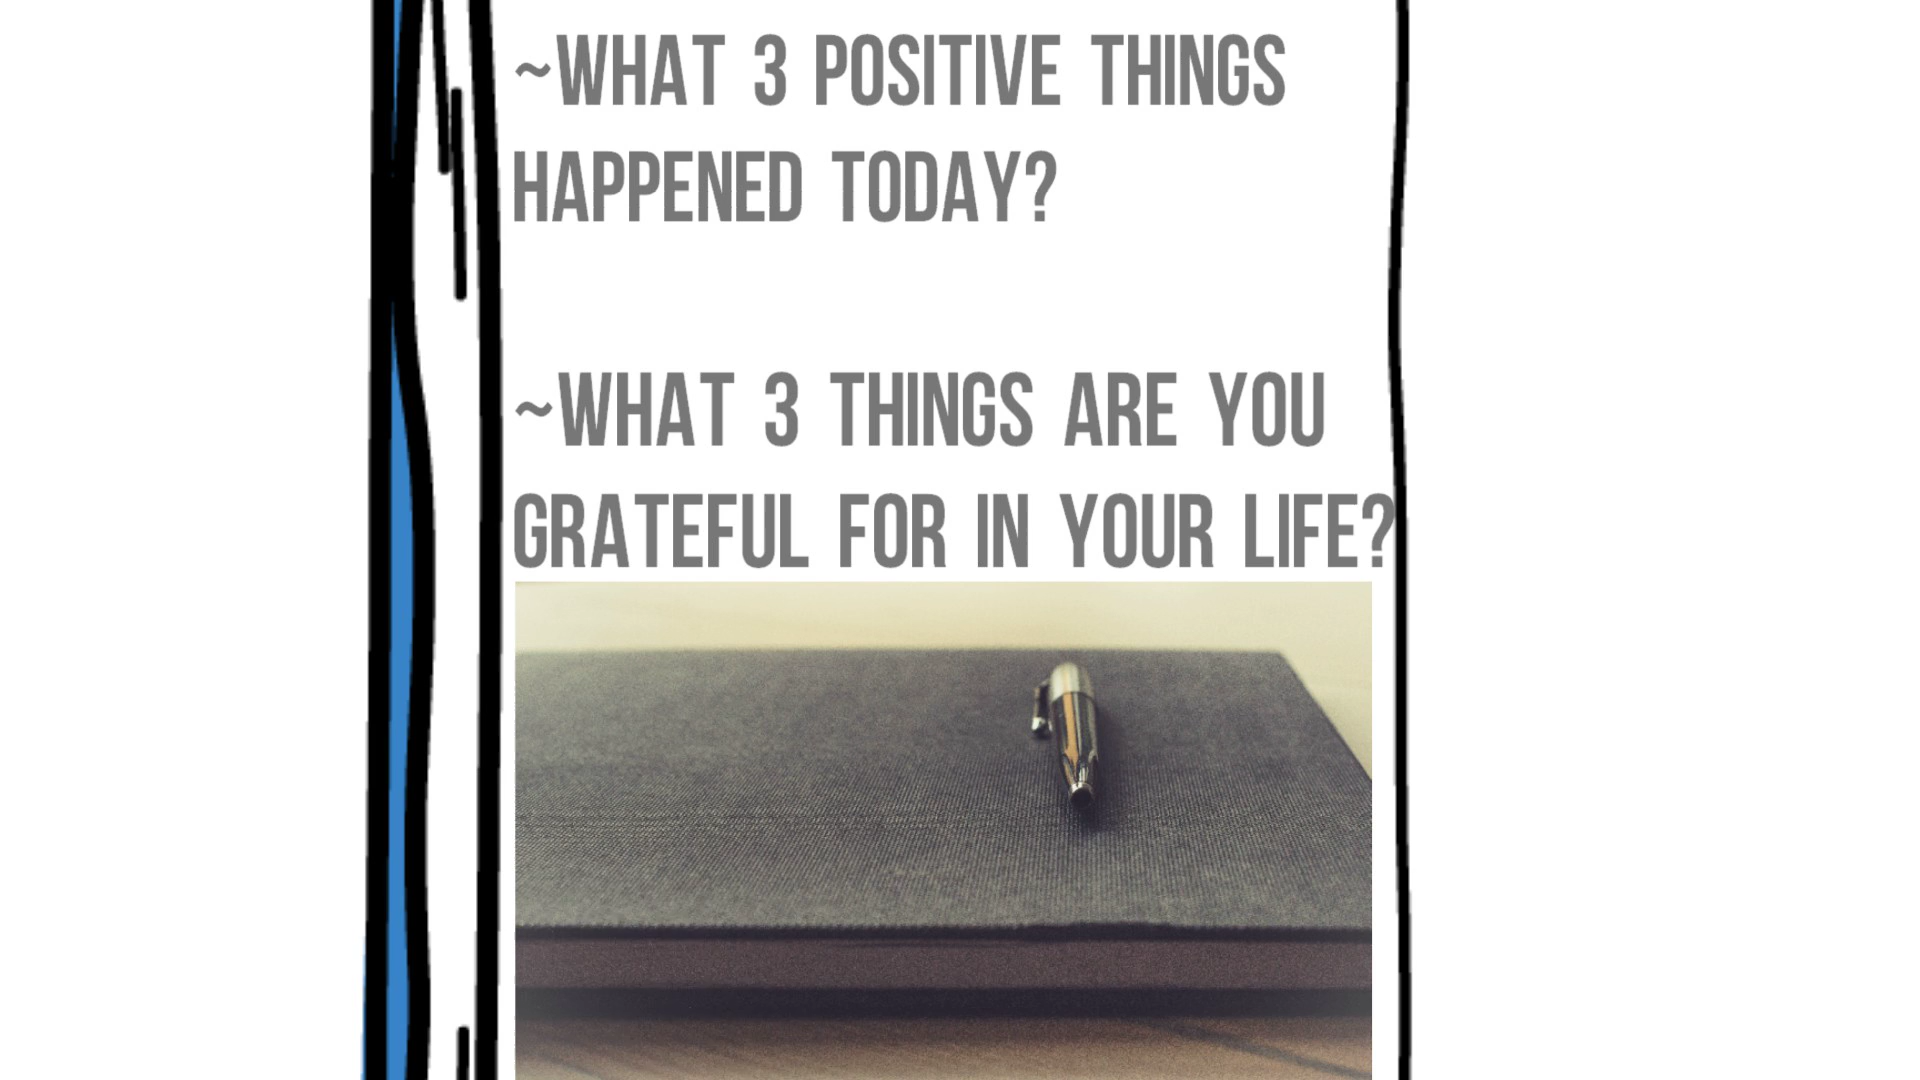 ~WHAT 3 POSITIVE THINGS
HAPPENED TODAY?
~WHAT 3 THINGS ARE YOU
GRATEFUL FOR IN YOUR LIFE?